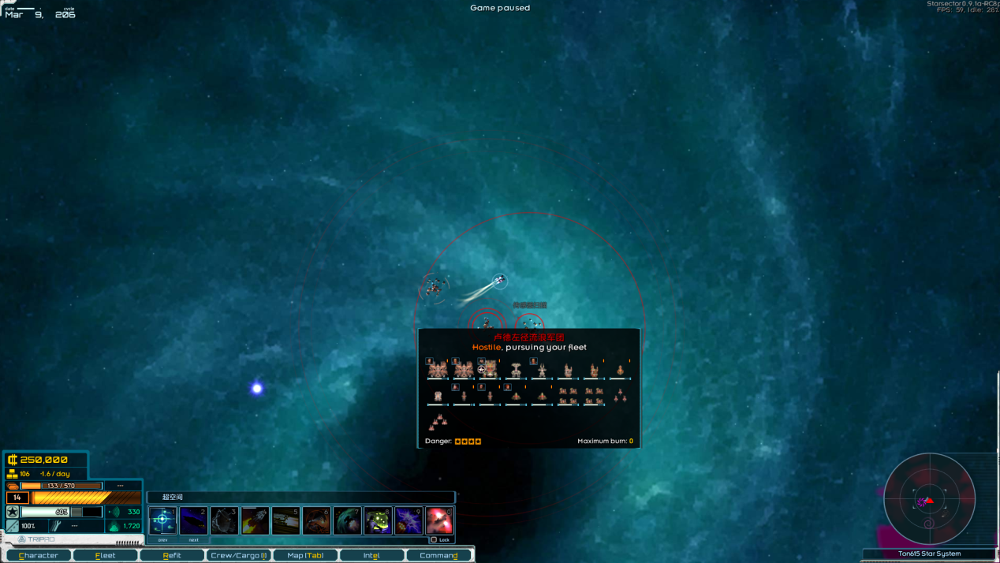 date
cycle
Mar 9, 206
Game paused
Starsector 0.9.1a-RC8
FPS: 59, Idle: 28%
卢德左径流浪军团
Hostile, pursuing your fleet
Danger:
Maximum burn: 0
250,000
106 -1.6 / day
133 / 570
---
14
60%
330
100%
---
1,720
TRIPAD
超空间
1
2
3
4
5
6
7
8
9
0
prev
next
Lock
Character
Fleet
Refit
Crew/Cargo [I]
Map [Tab]
Intel
Command
Ton615 Star System